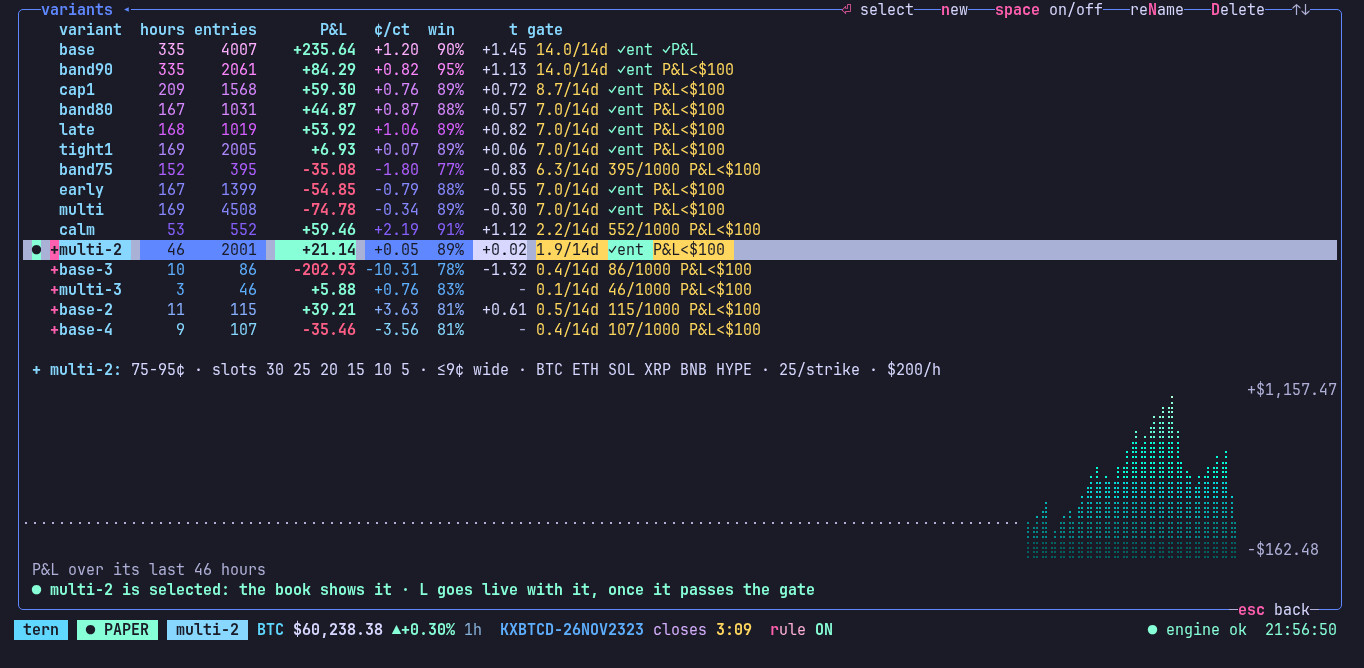 variants ◂ ⏎ select new space on/off reName Delete ↑↓
variant hours entries P&L ¢/ct win t gate
base 335 4007 +235.64 +1.20 90% +1.45 14.0/14d ✓ent ✓P&L
band90 335 2061 +84.29 +0.82 95% +1.13 14.0/14d ✓ent P&L<$100
cap1 209 1568 +59.30 +0.76 89% +0.72 8.7/14d ✓ent P&L<$100
band80 167 1031 +44.87 +0.87 88% +0.57 7.0/14d ✓ent P&L<$100
late 168 1019 +53.92 +1.06 89% +0.82 7.0/14d ✓ent P&L<$100
tight1 169 2005 +6.93 +0.07 89% +0.06 7.0/14d ✓ent P&L<$100
band75 152 395 -35.08 -1.80 77% -0.83 6.3/14d 395/1000 P&L<$100
early 167 1399 -54.85 -0.79 88% -0.55 7.0/14d ✓ent P&L<$100
multi 169 4508 -74.78 -0.34 89% -0.30 7.0/14d ✓ent P&L<$100
calm 53 552 +59.46 +2.19 91% +1.12 2.2/14d 552/1000 P&L<$100
● +multi-2 46 2001 +21.14 +0.05 89% +0.02 1.9/14d ✓ent P&L<$100
+base-3 10 86 -202.93 -10.31 78% -1.32 0.4/14d 86/1000 P&L<$100
+multi-3 3 46 +5.88 +0.76 83% - 0.1/14d 46/1000 P&L<$100
+base-2 11 115 +39.21 +3.63 81% +0.61 0.5/14d 115/1000 P&L<$100
+base-4 9 107 -35.46 -3.56 81% - 0.4/14d 107/1000 P&L<$100
+ multi-2: 75-95¢ · slots 30 25 20 15 10 5 · ≤9¢ wide · BTC ETH SOL XRP BNB HYPE · 25/strike · $200/h
+$1,157.47
-$162.48
P&L over its last 46 hours
● multi-2 is selected: the book shows it · L goes live with it, once it passes the gate
esc back
tern ● PAPER multi-2 BTC $60,238.38 ▲+0.30% 1h KXBTCD-26NOV2323 closes 3:09 rule ON ● engine ok 21:56:50